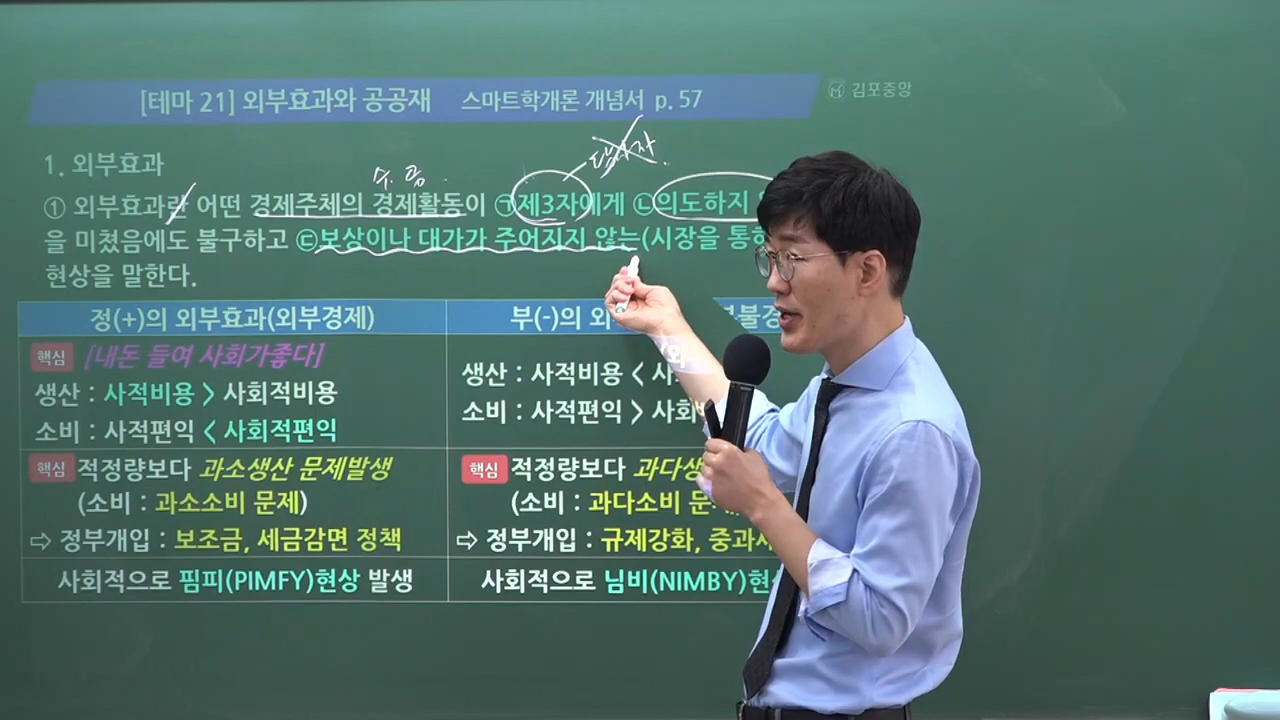 [테마 21] 외부효과와 공공재 스마트학개론 개념서 p. 57
김포중앙
1. 외부효과
① 외부효과란 어떤 경제주체의 경제활동이 ㉠제3자에게 ㉡의도하지
을 미쳤음에도 불구하고 ㉢보상이나 대가가 주어지지 않는(시장을 통하
현상을 말한다.
정(+)의 외부효과(외부경제)
부(-)의 외
핵심 [내돈 들여 사회가좋다]
생산 : 사적비용 > 사회적비용
소비 : 사적편익 < 사회적편익
생산 : 사적비용 < 사
소비 : 사적편익 > 사회
핵심 적정량보다 과소생산 문제발생
(소비 : 과소소비 문제)
⇨ 정부개입 : 보조금, 세금감면 정책
핵심 적정량보다 과다생
(소비 : 과다소비 문
⇨ 정부개입 : 규제강화, 중과세
사회적으로 핌피(PIMFY)현상 발생
사회적으로 님비(NIMBY)현상